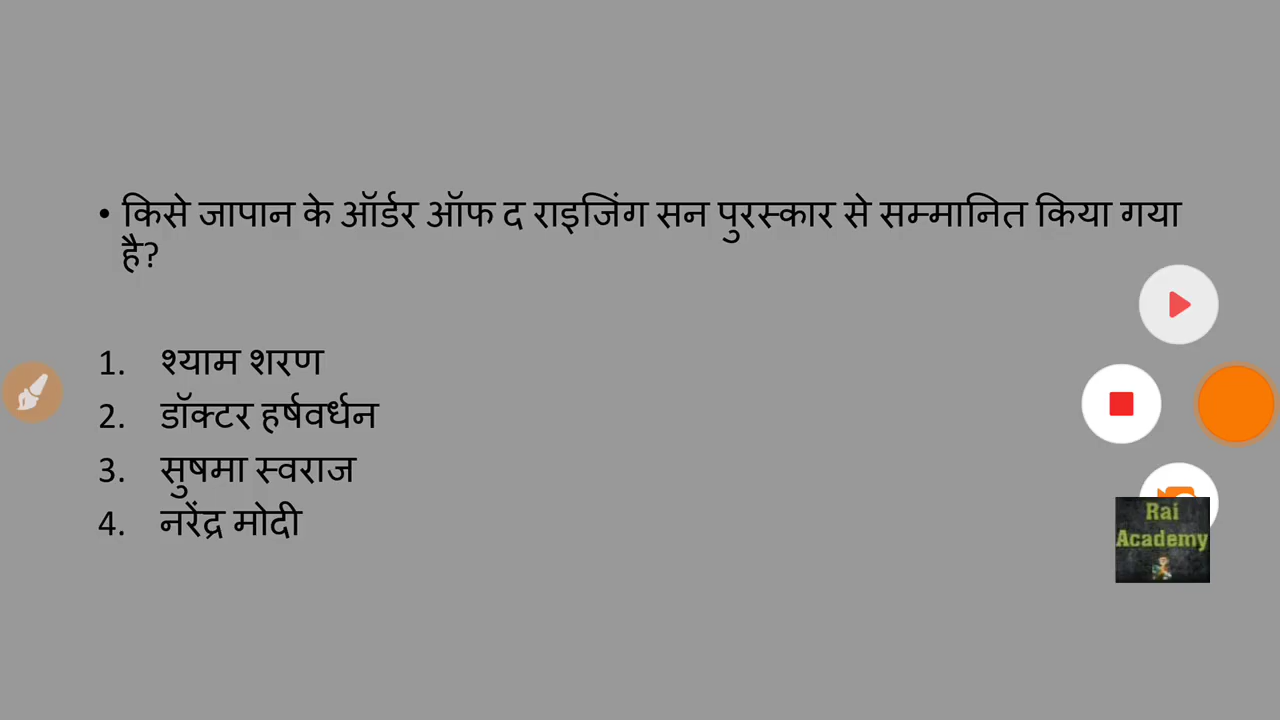 • किसे जापान के ऑर्डर ऑफ द राइजिंग सन पुरस्कार से सम्मानित किया गया
है?
1. श्याम शरण
2. डॉक्टर हर्षवर्धन
3. सुषमा स्वराज
4. नरेंद्र मोदी
Rai
Academy